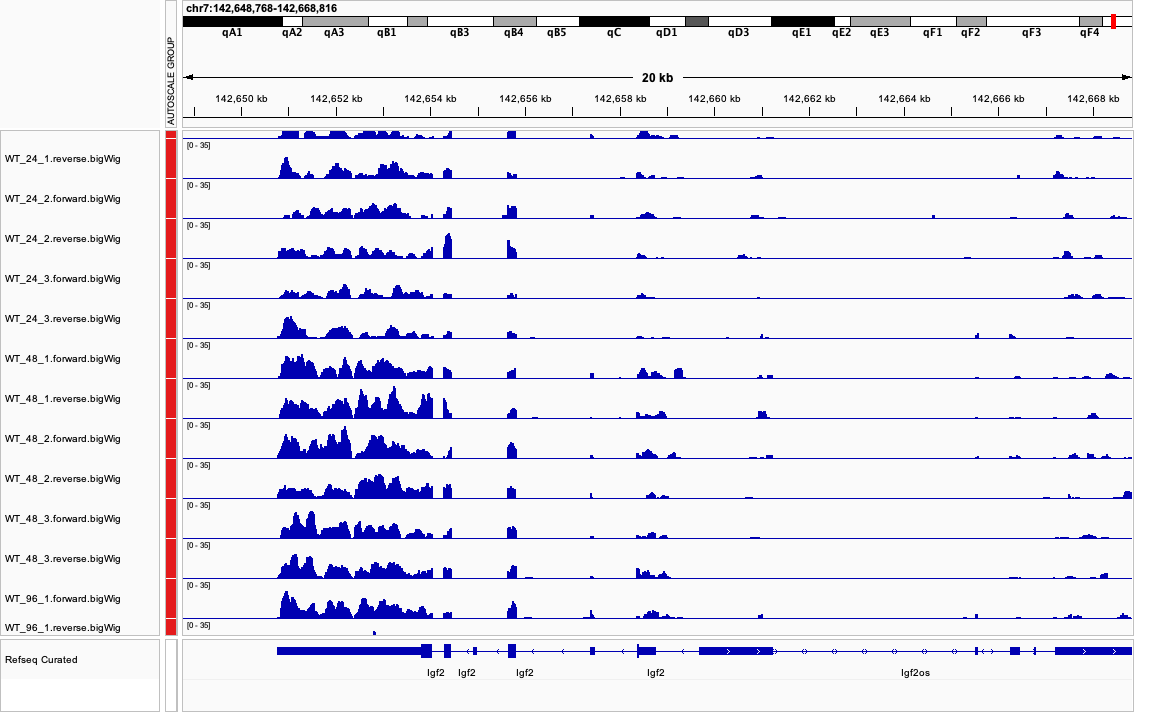 chr7:142,648,768-142,668,816
qA1 qA2 qA3 qB1 qB3 qB4 qB5 qC qD1 qD3 qE1 qE2 qE3 qF1 qF2 qF3 qF4
20 kb
142,650 kb 142,652 kb 142,654 kb 142,656 kb 142,658 kb 142,660 kb 142,662 kb 142,664 kb 142,666 kb 142,668 kb
AUTOSCALE GROUP
[0 - 35]
WT_24_1.reverse.bigWig
[0 - 35]
WT_24_2.forward.bigWig
[0 - 35]
WT_24_2.reverse.bigWig
[0 - 35]
WT_24_3.forward.bigWig
[0 - 35]
WT_24_3.reverse.bigWig
[0 - 35]
WT_48_1.forward.bigWig
[0 - 35]
WT_48_1.reverse.bigWig
[0 - 35]
WT_48_2.forward.bigWig
[0 - 35]
WT_48_2.reverse.bigWig
[0 - 35]
WT_48_3.forward.bigWig
[0 - 35]
WT_48_3.reverse.bigWig
[0 - 35]
WT_96_1.forward.bigWig
[0 - 35]
WT_96_1.reverse.bigWig
Refseq Curated
Igf2 Igf2 Igf2 Igf2 Igf2os